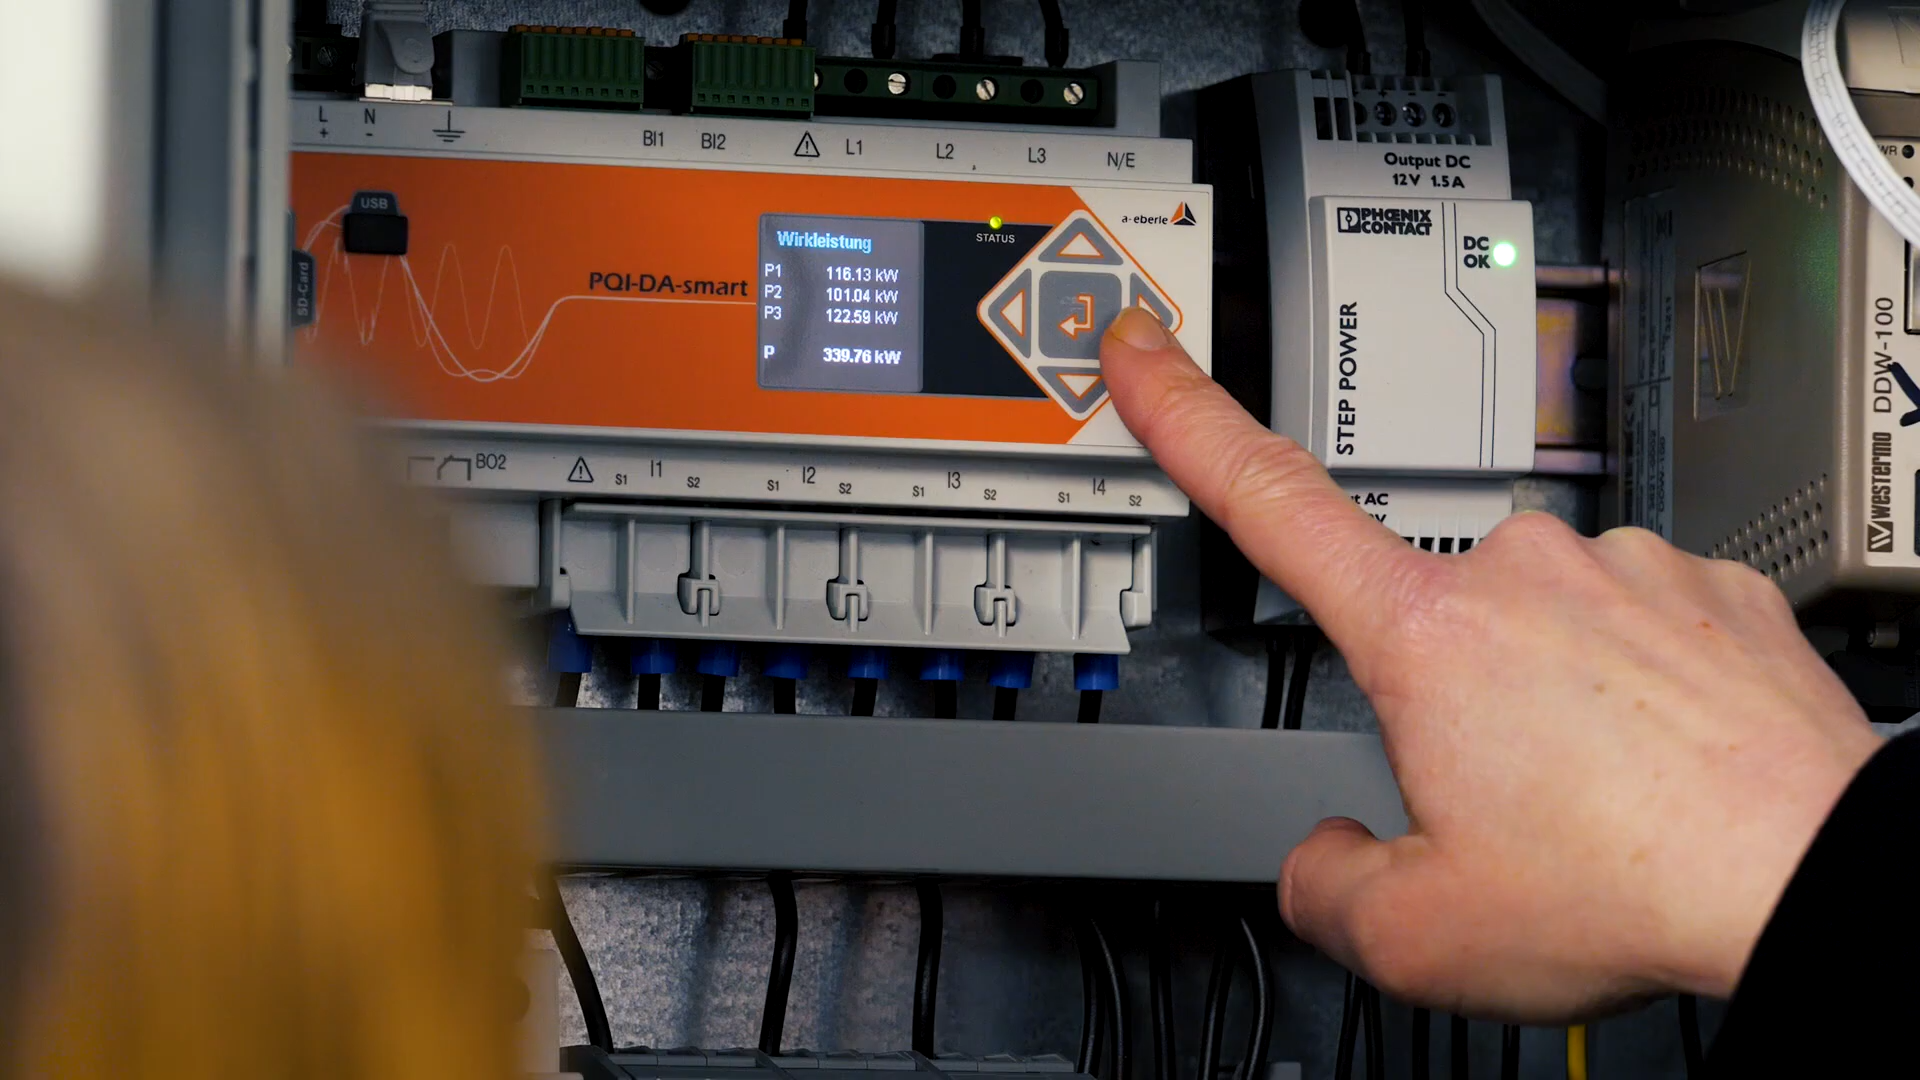 L N
+ -
BI1 BI2 L1 L2 L3 N/E
USB
SD-Card
PQI-DA-smart
Wirkleistung
P1 116.13 kW
P2 101.04 kW
P3 122.59 kW
P 339.76 kW
STATUS
a-eberle
BO2 I1 I2 I3 I4
S1 S2 S1 S2 S1 S2 S1 S2
Output DC
12V 1.5A
PHŒNIX
CONTACT
DC
OK
STEP POWER
AC
Westermo DDW-100